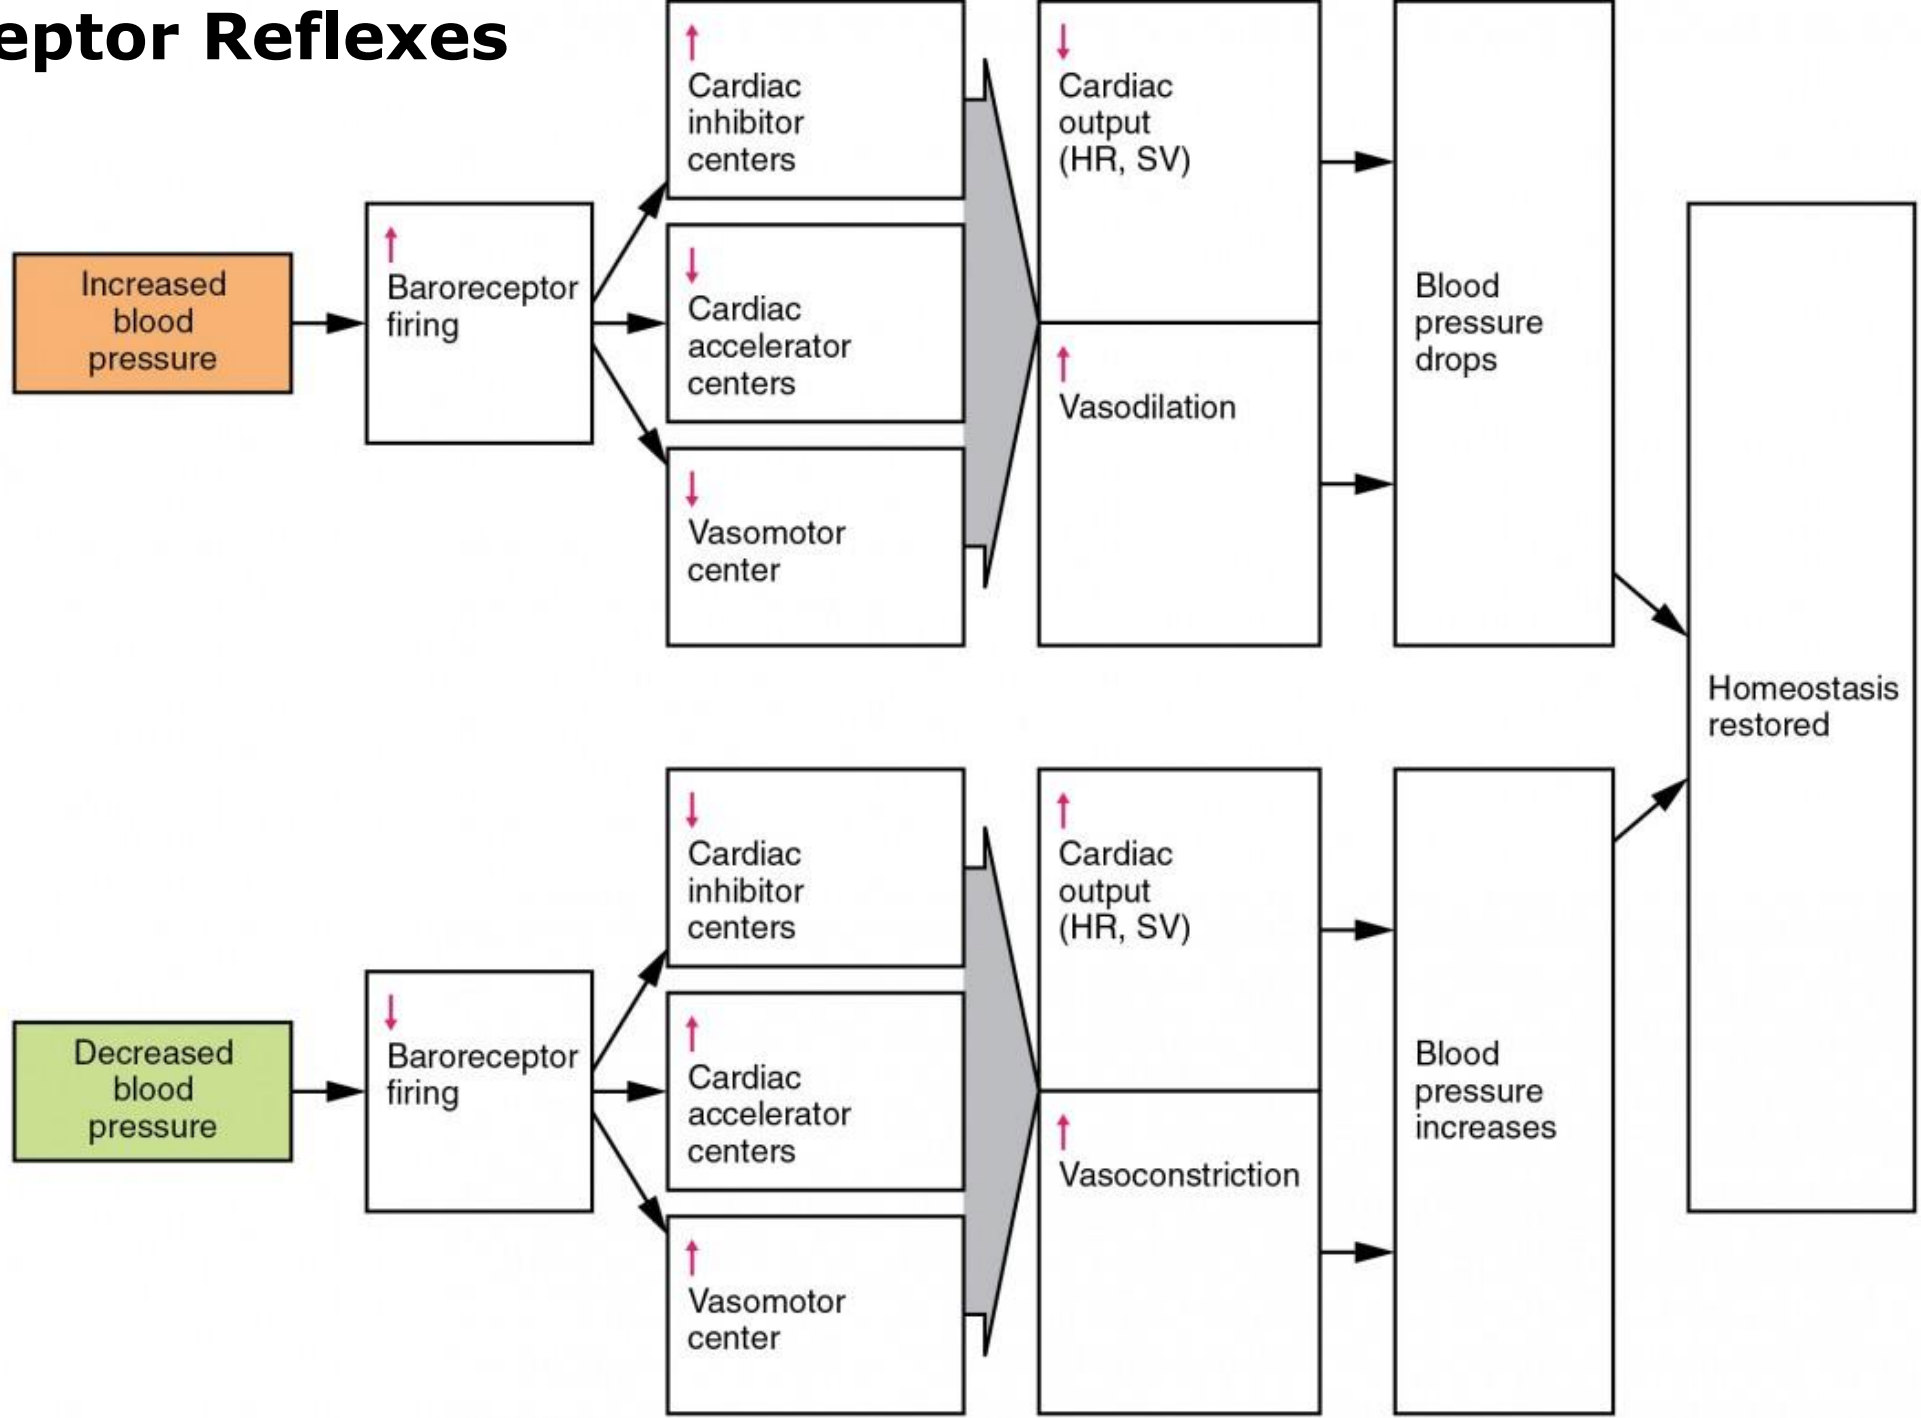 eptor Reflexes
↑
Cardiac
inhibitor
centers
↓
Cardiac
output
(HR, SV)
Increased
blood
pressure
↑
Baroreceptor
firing
↓
Cardiac
accelerator
centers
↑
Vasodilation
Blood
pressure
drops
↓
Vasomotor
center
Homeostasis
restored
↓
Cardiac
inhibitor
centers
↑
Cardiac
output
(HR, SV)
Decreased
blood
pressure
↓
Baroreceptor
firing
↑
Cardiac
accelerator
centers
↑
Vasoconstriction
Blood
pressure
increases
↑
Vasomotor
center